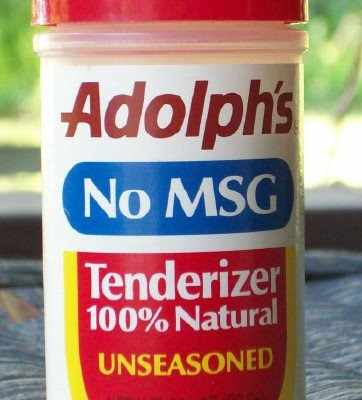 Adolph's
No MSG
Tenderizer
100% Natural
UNSEASONED